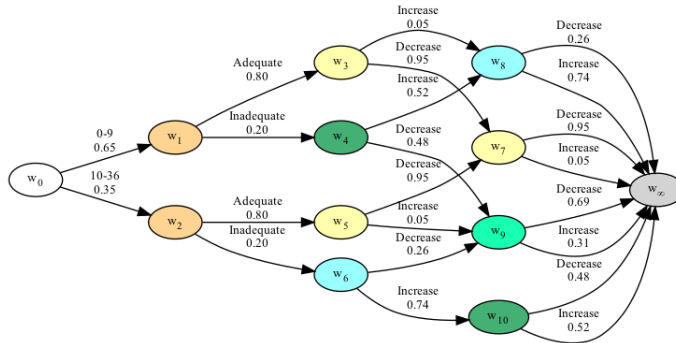 Increase
0.05
Decrease
0.26
Adequate
0.80
w3
Decrease
0.95
w8
Increase
0.74
Increase
0.52
0-9
0.65
w1
Inadequate
0.20
w4
Decrease
0.48
w7
Decrease
0.95
Increase
0.05
w0
10-36
0.35
Decrease
0.95
w∞
w2
Adequate
0.80
w5
Increase
0.05
w9
Decrease
0.69
Inadequate
0.20
Decrease
0.26
Increase
0.31
w6
Increase
0.74
w10
Decrease
0.48
Increase
0.52